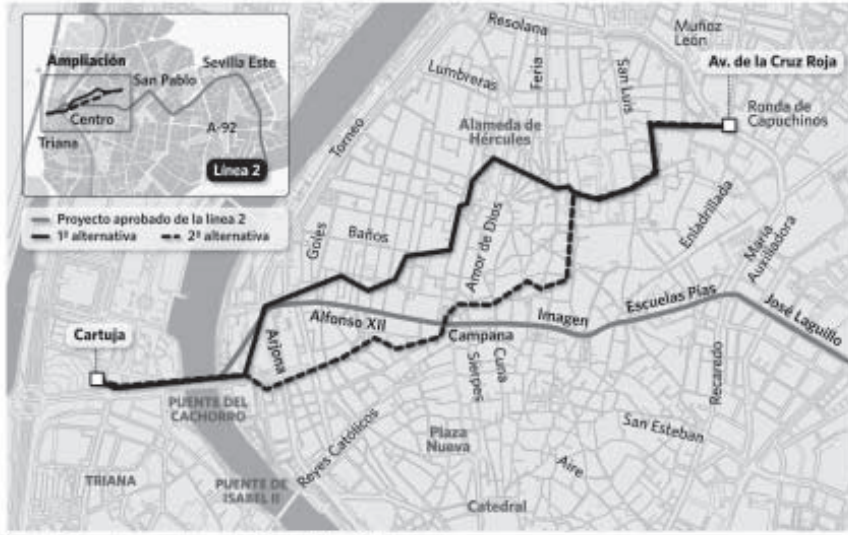 Ampliación
Sevilla Este
San Pablo
Centro
A-92
Triana
Línea 2
Proyecto aprobado de la línea 2
1ª alternativa
2ª alternativa
Resolana
Muñoz
León
Av. de la Cruz Roja
Lumbreras
Feria
San Luis
Ronda de
Capuchinos
Alameda de
Hércules
Torneo
Goles
Baños
Amor de Dios
Enladrillada
María
Auxiliadora
Escuelas Pías
José Laguillo
Alfonso XII
Imagen
Campana
Arjona
Cuna
Sierpes
Recaredo
Cartuja
PUENTE DEL
CACHORRO
Reyes Católicos
Plaza
Nueva
San Esteban
Aire
TRIANA
PUENTE DE
ISABEL II
Catedral